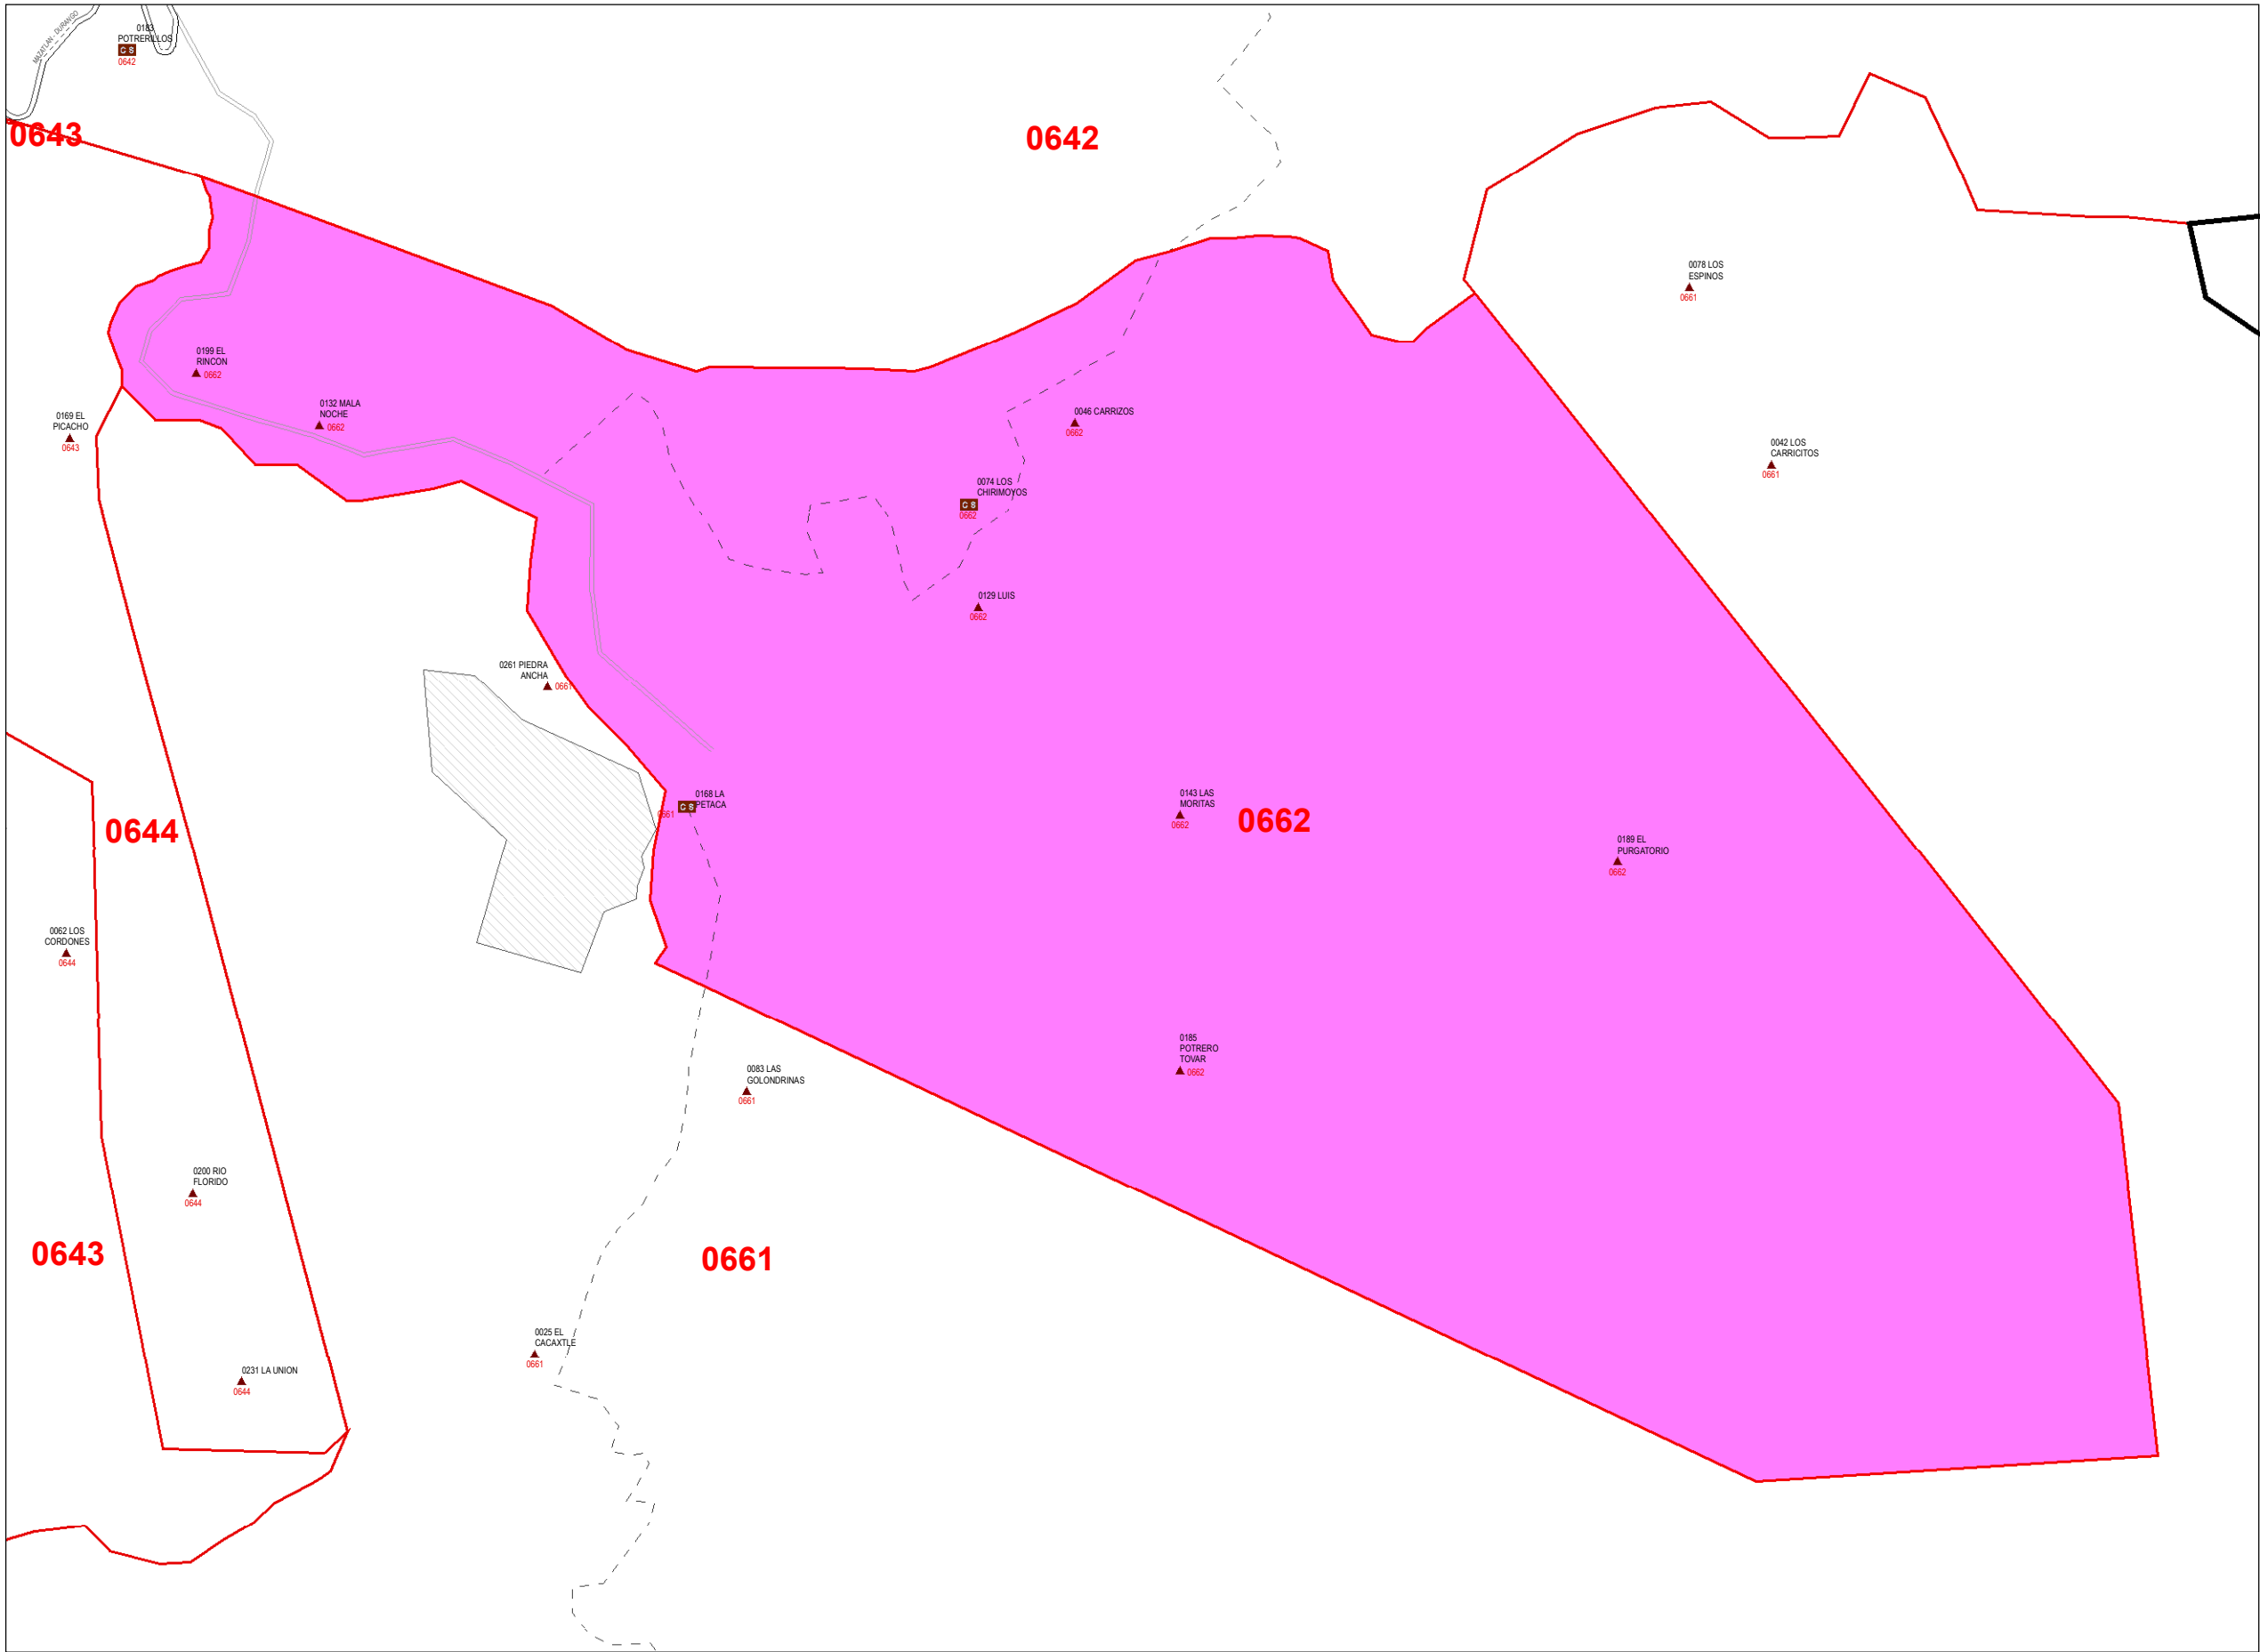 MAZATLAN - DURANGO
0183
POTRERILLOS
C S
0642
0643
0642
0078 LOS
ESPINOS
0661
0199 EL
RINCON
0662
0132 MALA
NOCHE
0662
0169 EL
PICACHO
0643
0046 CARRIZOS
0662
0042 LOS
CARRICITOS
0661
0074 LOS
CHIRIMOYOS
C S
0662
0129 LUIS
0662
0261 PIEDRA
ANCHA
0661
0168 LA
PETACA
C S
0661
0143 LAS
MORITAS
0662
0662
0644
0189 EL
PURGATORIO
0662
0062 LOS
CORDONES
0644
0185
POTRERO
TOVAR
0662
0083 LAS
GOLONDRINAS
0661
0200 RIO
FLORIDO
0644
0643
0661
0025 EL
CACAXTLE
0661
0231 LA UNION
0644